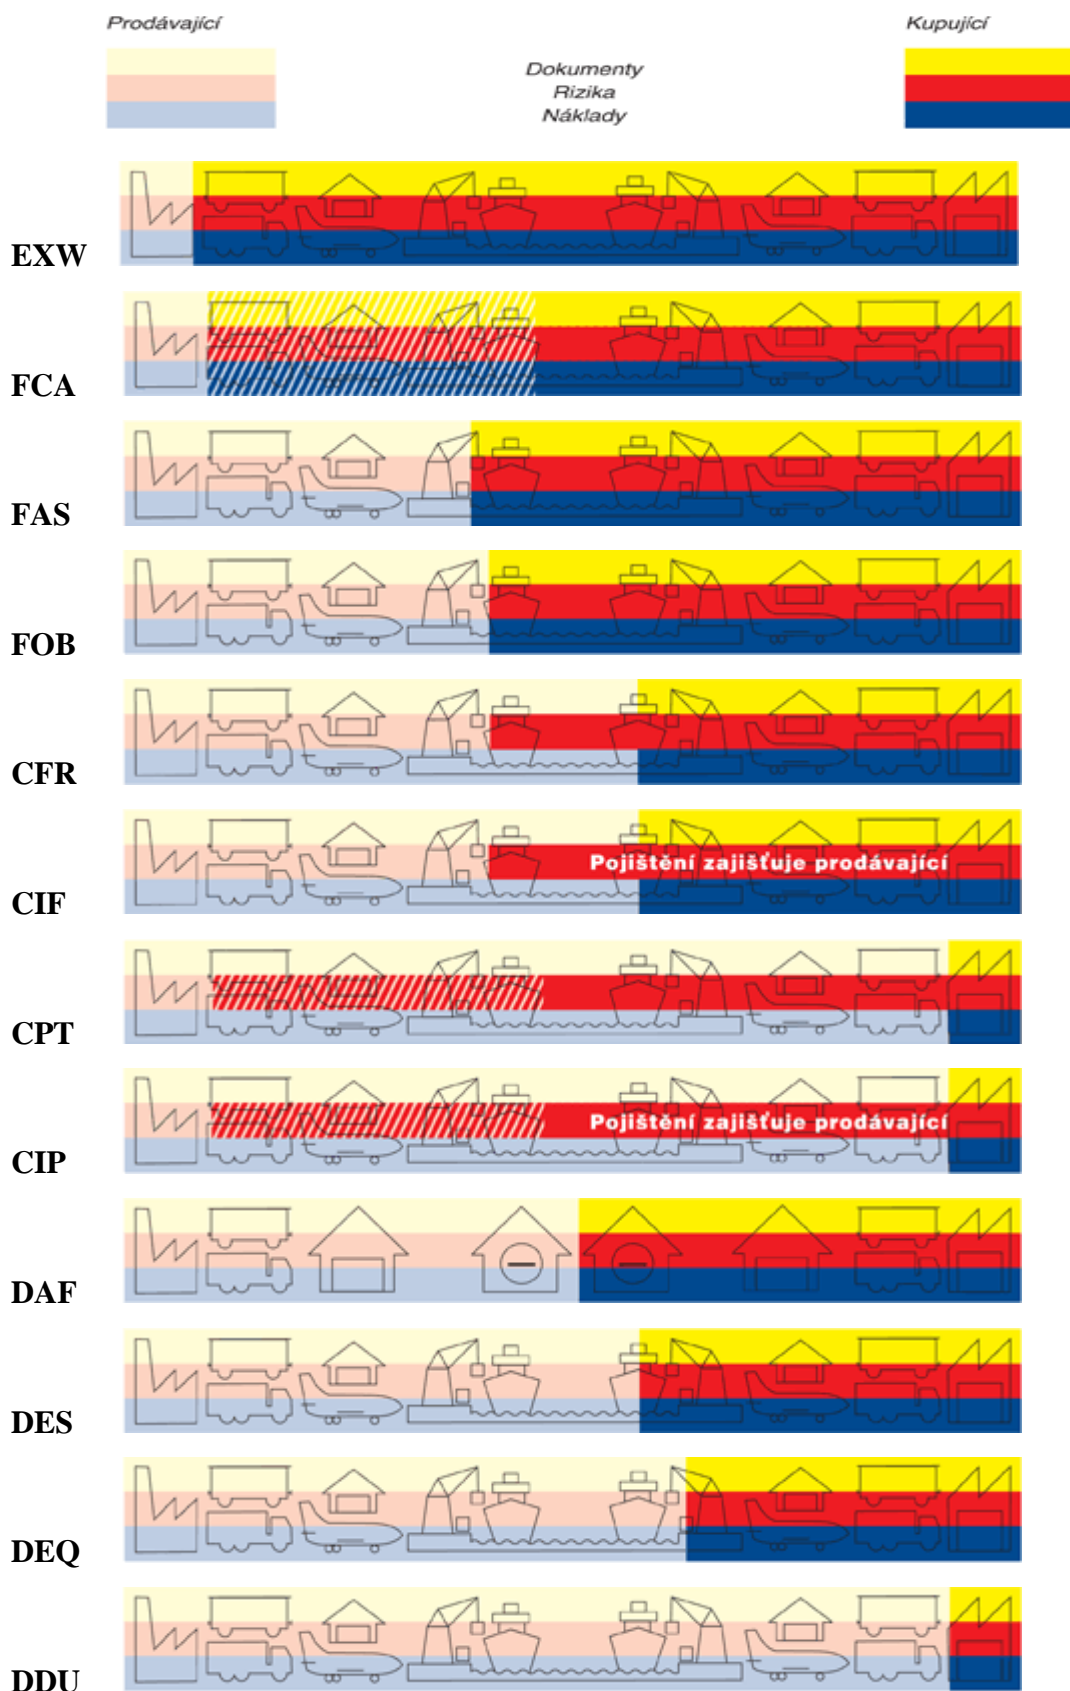 Prodávající
Kupující
Dokumenty
Rizika
Náklady
EXW
FCA
FAS
FOB
CFR
CIF
Pojištění zajišťuje prodávající
CPT
CIP
Pojištění zajišťuje prodávající
DAF
DES
DEQ
DDU